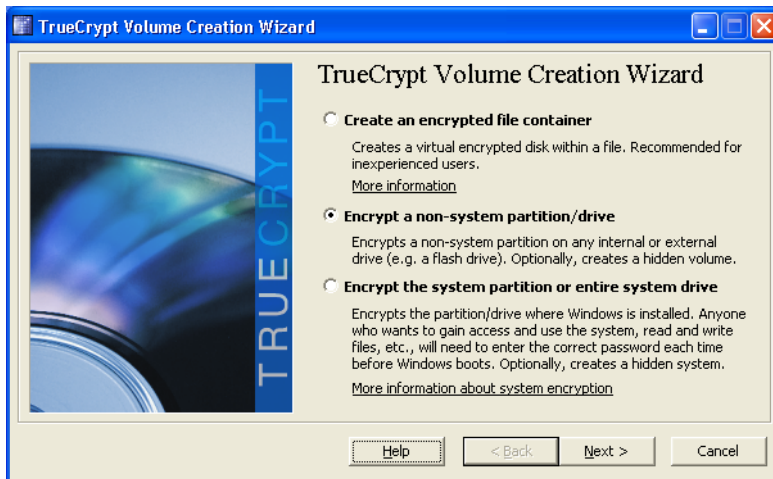 TrueCrypt Volume Creation Wizard
TRUECRYPT
TrueCrypt Volume Creation Wizard
Create an encrypted file container
Creates a virtual encrypted disk within a file. Recommended for
inexperienced users.
More information
Encrypt a non-system partition/drive
Encrypts a non-system partition on any internal or external
drive (e.g. a flash drive). Optionally, creates a hidden volume.
Encrypt the system partition or entire system drive
Encrypts the partition/drive where Windows is installed. Anyone
who wants to gain access and use the system, read and write
files, etc., will need to enter the correct password each time
before Windows boots. Optionally, creates a hidden system.
More information about system encryption
Help
< Back
Next >
Cancel